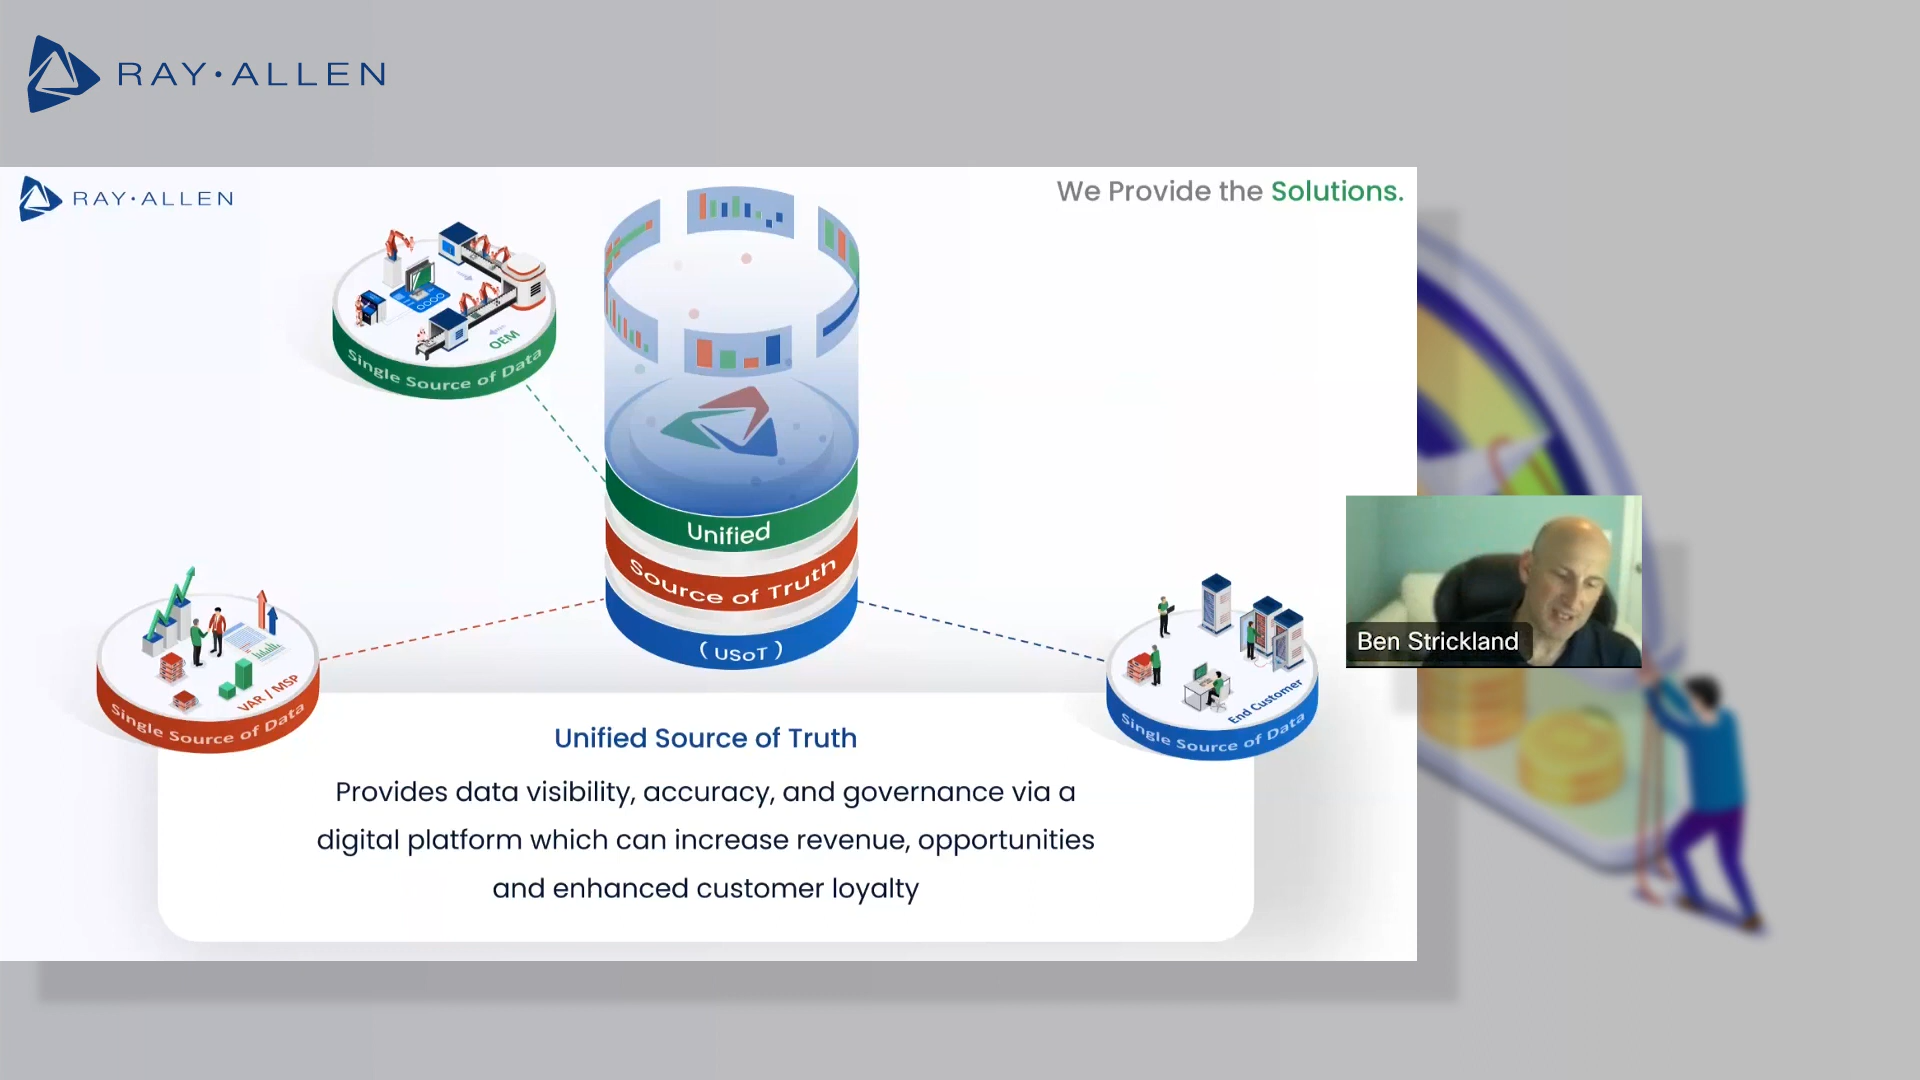 RAY·ALLEN
RAY·ALLEN
We Provide the Solutions.
OEM
Single Source of Data
Unified
Source of Truth
( USoT )
VAR / MSP
Single Source of Data
End Customer
Single Source of Data
Ben Strickland
Unified Source of Truth
Provides data visibility, accuracy, and governance via a
digital platform which can increase revenue, opportunities
and enhanced customer loyalty